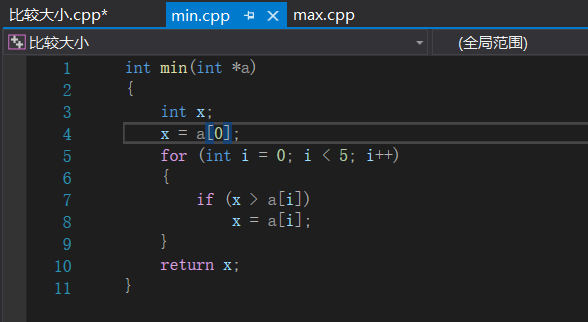 比较大小.cpp* min.cpp max.cpp
比较大小 (全局范围)
1 int min(int *a)
2 {
3 int x;
4 x = a[0];
5 for (int i = 0; i < 5; i++)
6 {
7 if (x > a[i])
8 x = a[i];
9 }
10 return x;
11 }